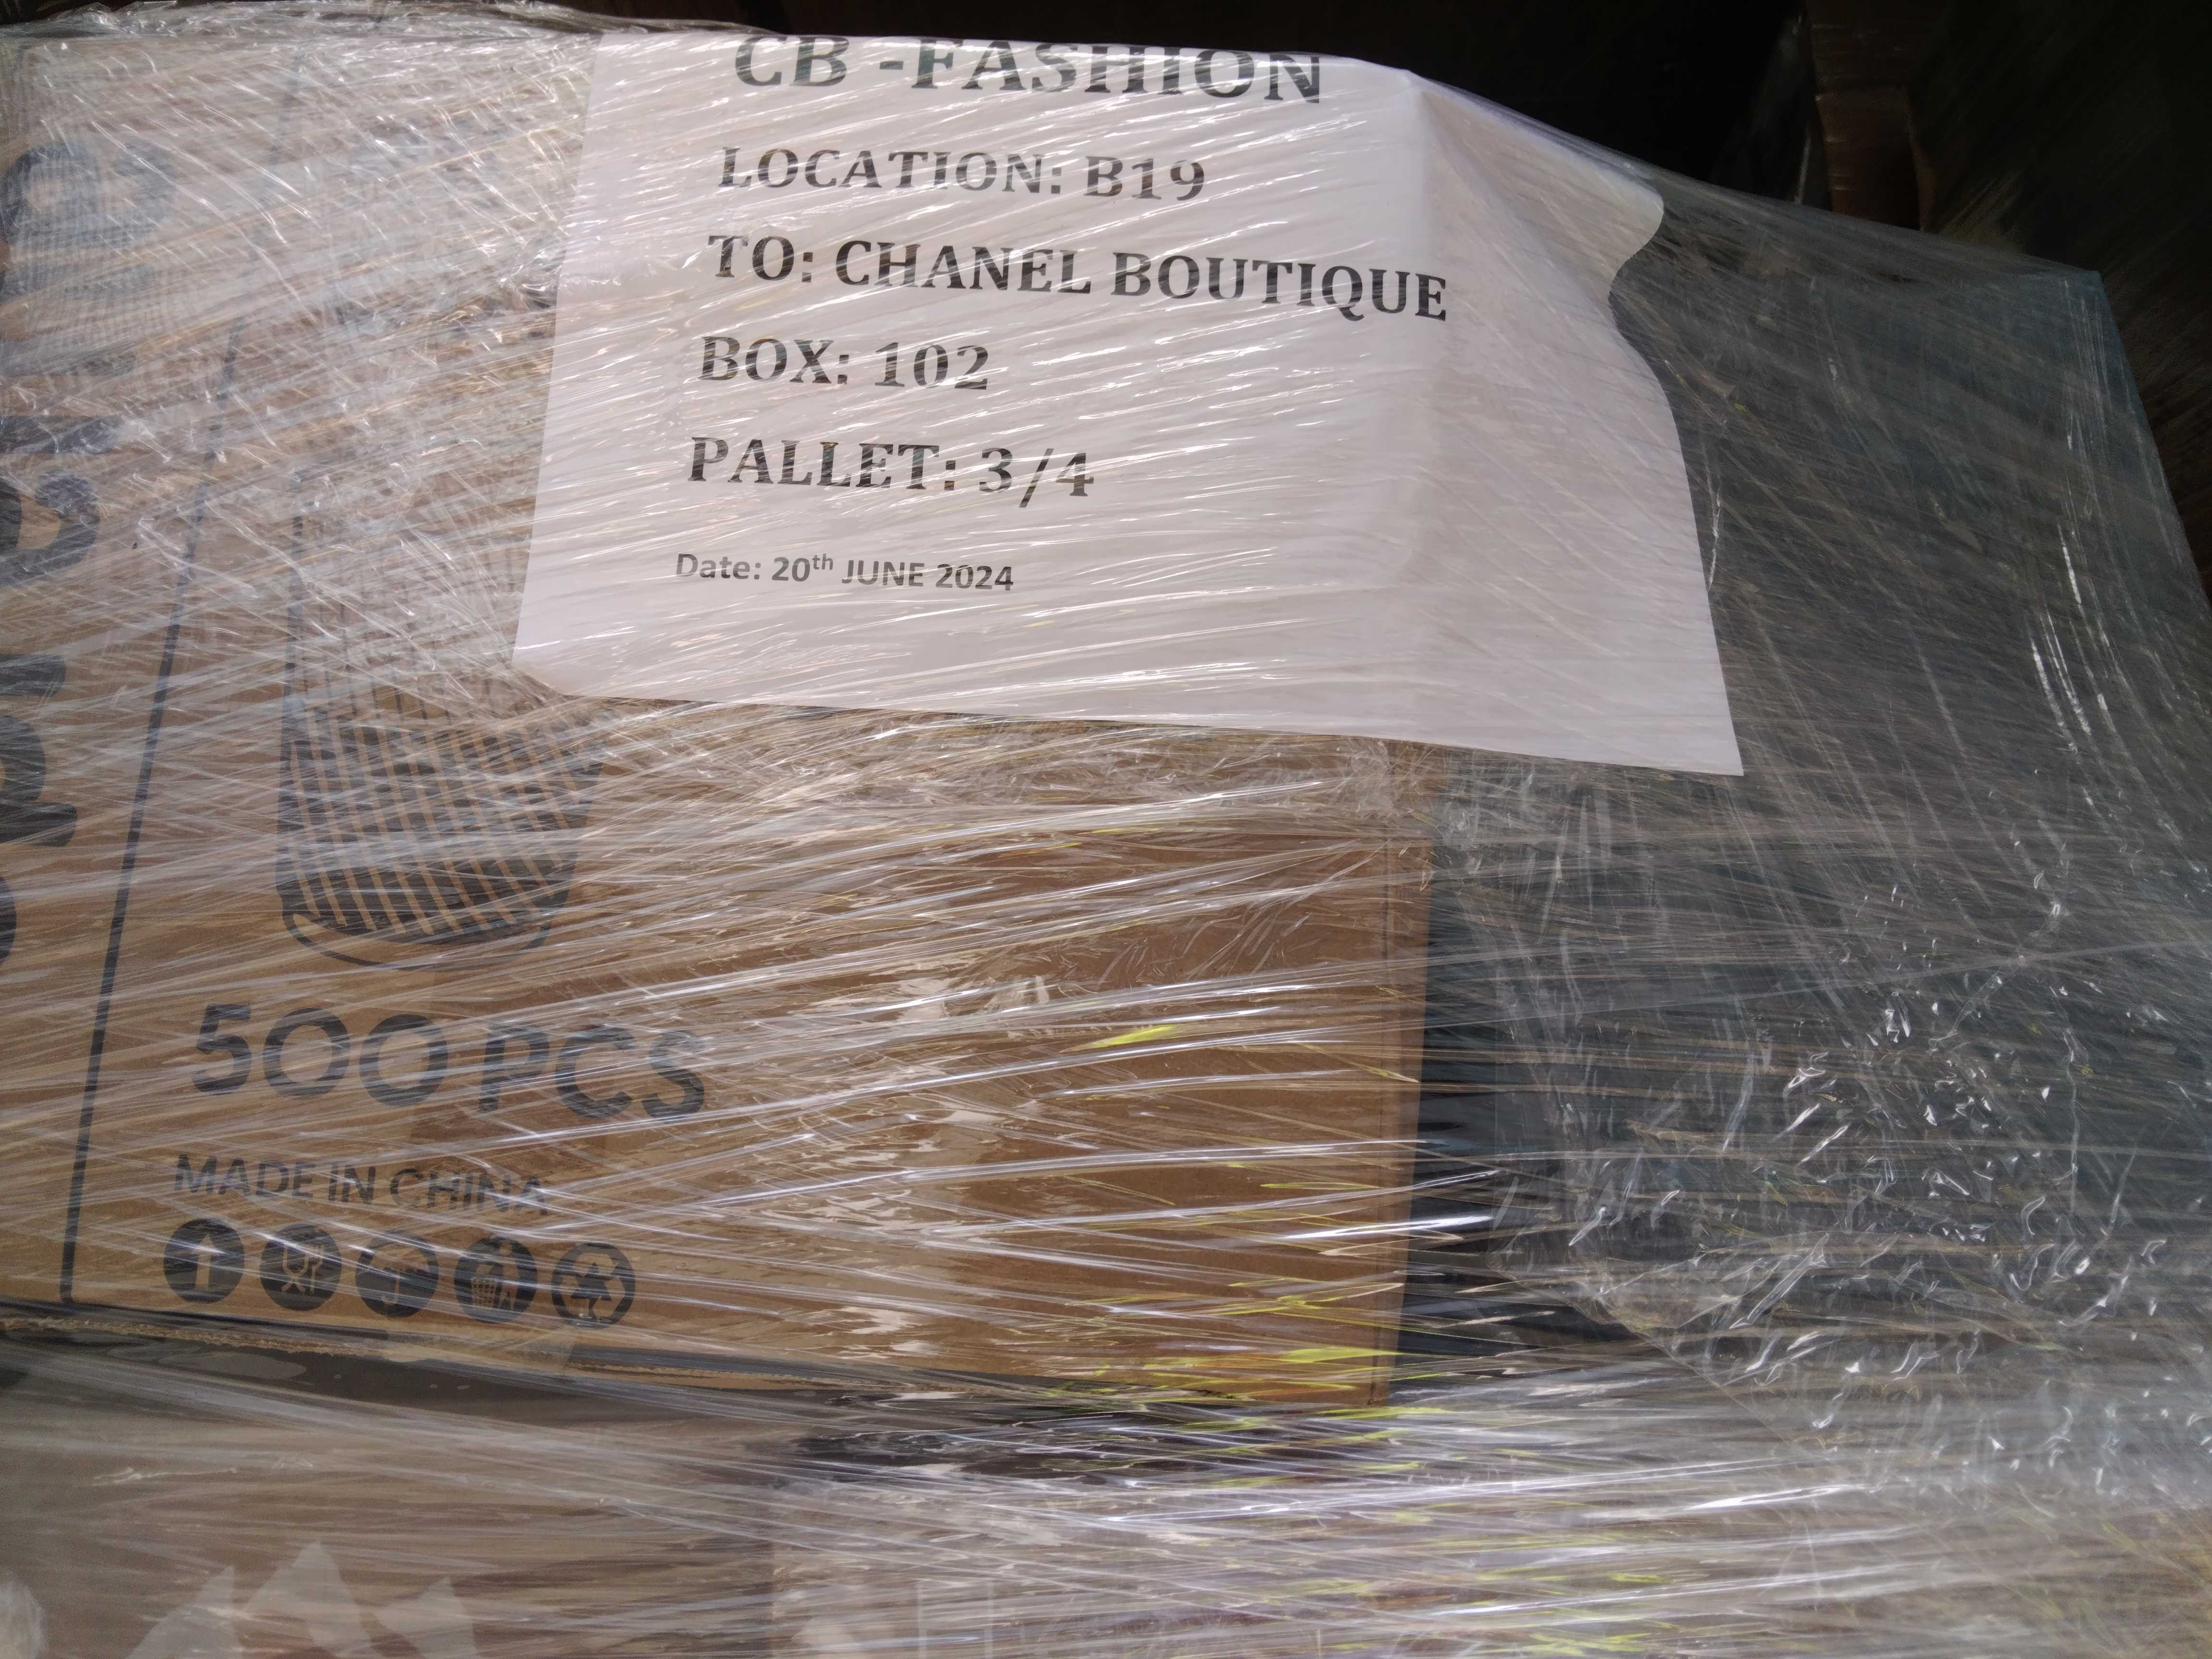 CB -FASHION
LOCATION: B19
TO: CHANEL BOUTIQUE
BOX: 102
PALLET: 3/4
Date: 20th JUNE 2024
500 PCS
MADE IN CHINA